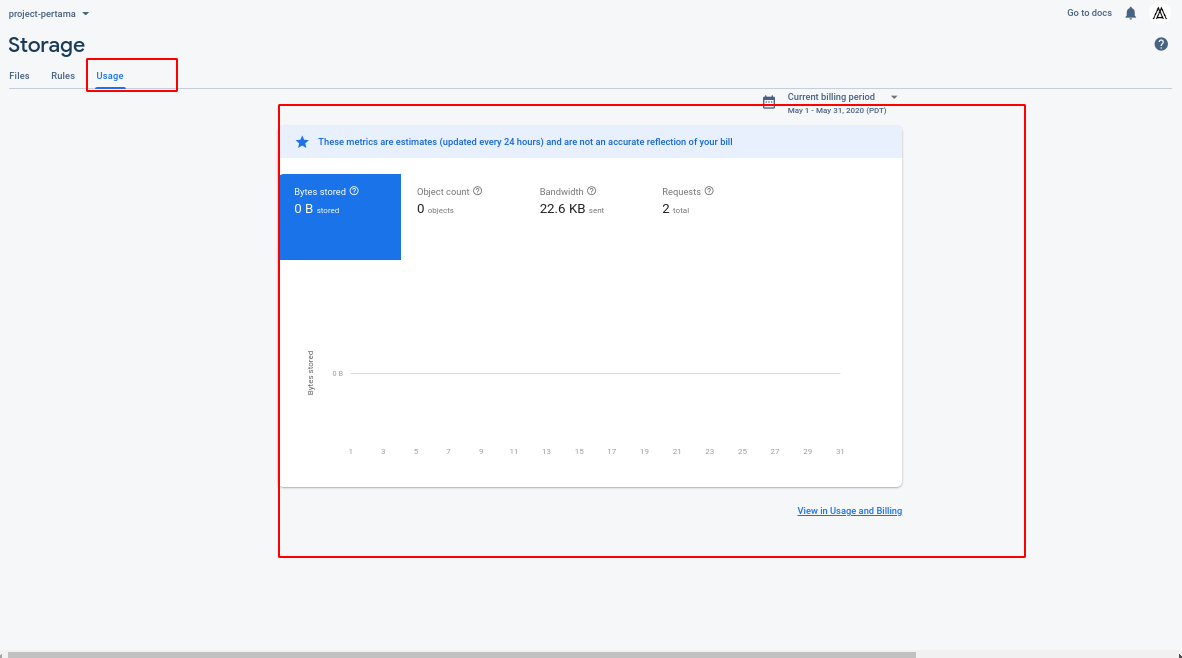 project-pertama
Go to docs
Storage
Files Rules Usage
Current billing period
May 1 - May 31, 2020 (PDT)
These metrics are estimates (updated every 24 hours) and are not an accurate reflection of your bill
Bytes stored
0 B stored
Object count
0 objects
Bandwidth
22.6 KB sent
Requests
2 total
Bytes stored
0 B
1 3 5 7 9 11 13 15 17 19 21 23 25 27 29 31
View in Usage and Billing